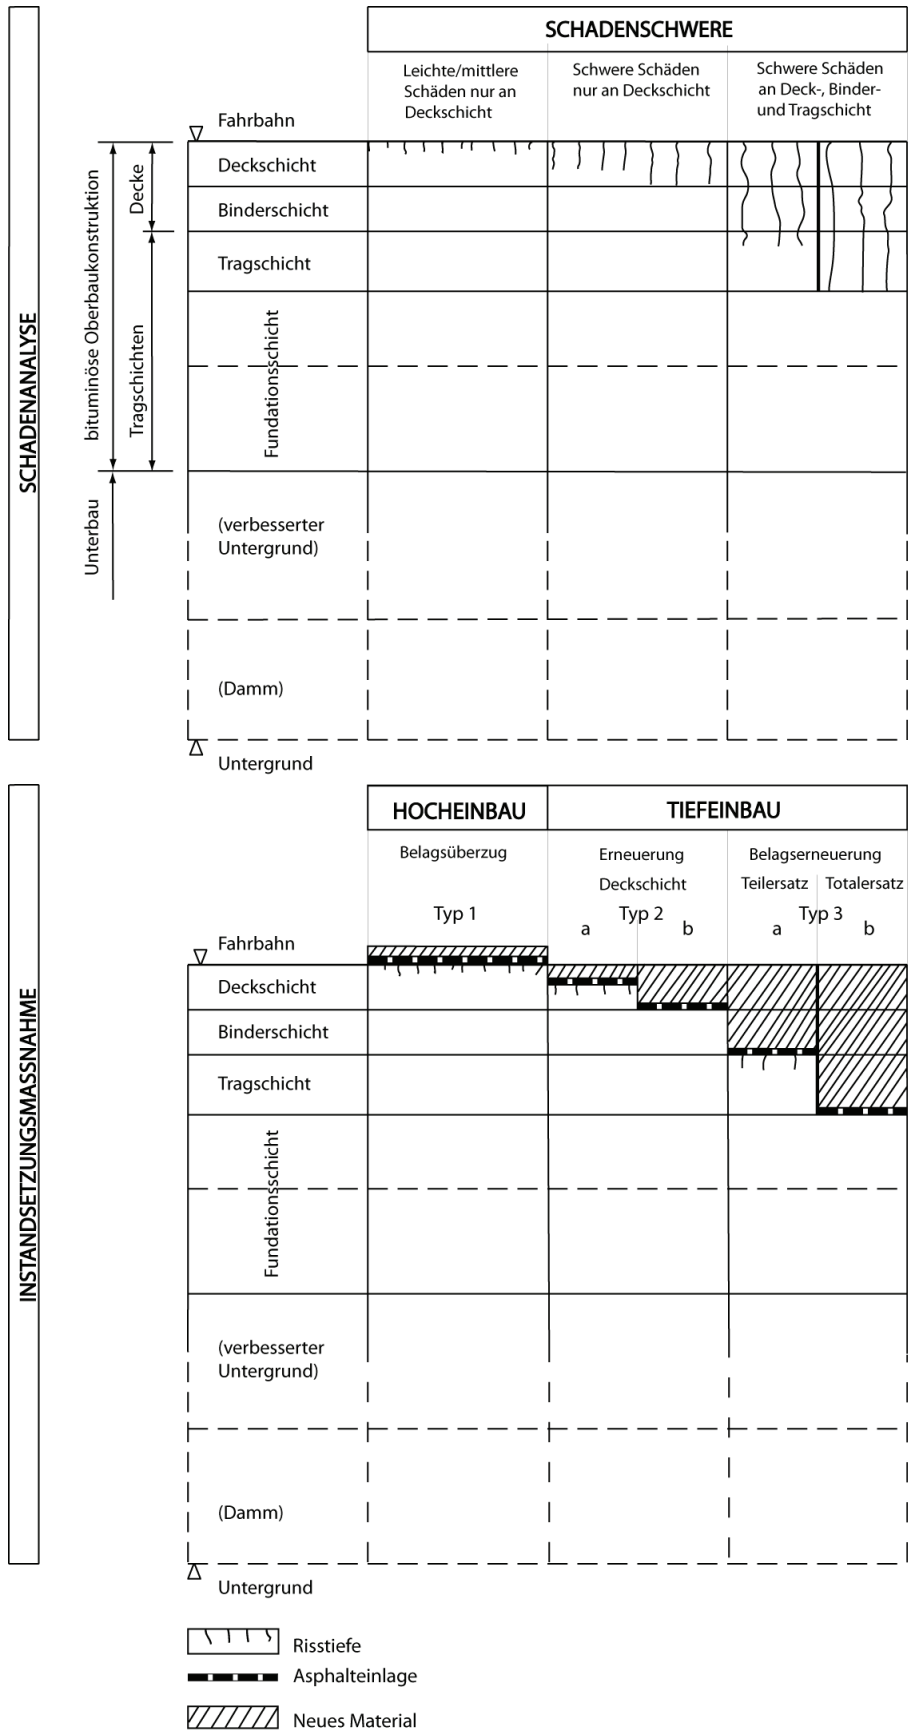 SCHADENANALYSE
SCHADENSCHWERE
Leichte/mittlere
Schäden nur an
Deckschicht
Schwere Schäden
nur an Deckschicht
Schwere Schäden
an Deck-, Binder-
und Tragschicht
Fahrbahn
bituminöse Oberbaukonstruktion
Decke
Tragschichten
Unterbau
Deckschicht
Binderschicht
Tragschicht
Fundationsschicht
(verbesserter
Untergrund)
(Damm)
Untergrund
INSTANDSETZUNGSMASSNAHME
HOCHEINBAU
TIEFEINBAU
Belagsüberzug
Erneuerung
Deckschicht
Belagserneuerung
Teilersatz
Totalersatz
Typ 1
Typ 2
a
b
Typ 3
a
b
Fahrbahn
Deckschicht
Binderschicht
Tragschicht
Fundationsschicht
(verbesserter
Untergrund)
(Damm)
Untergrund
Risstiefe
Asphalteinlage
Neues Material